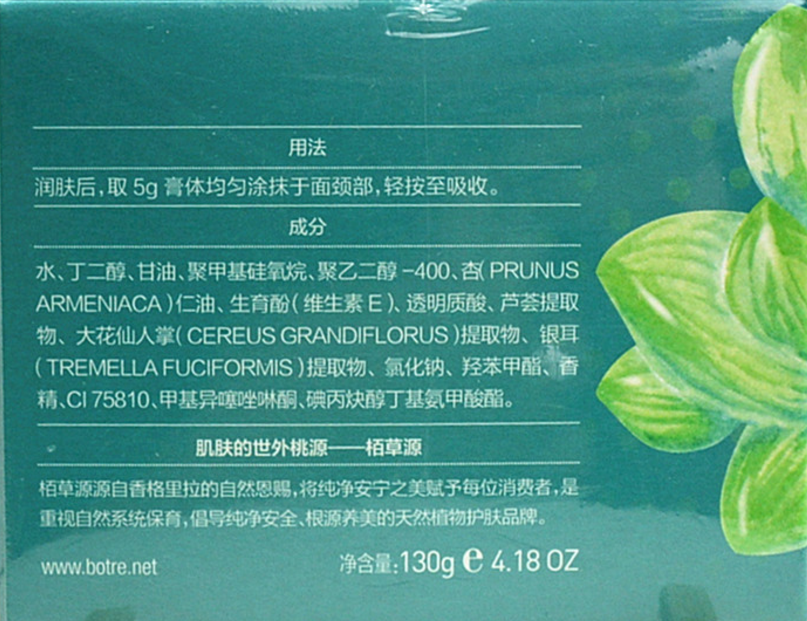 用法
润肤后,取 5g 膏体均匀涂抹于面颈部,轻按至吸收。
成分
水、丁二醇、甘油、聚甲基硅氧烷、聚乙二醇-400、杏( PRUNUS
ARMENIACA )仁油、生育酚(维生素 E )、透明质酸、芦荟提取
物、大花仙人掌( CEREUS GRANDIFLORUS )提取物、银耳
( TREMELLA FUCIFORMIS )提取物、氯化钠、羟苯甲酯、香
精、CI 75810、甲基异噻唑啉酮、碘丙炔醇丁基氨甲酸酯。
肌肤的世外桃源——栢草源
栢草源源自香格里拉的自然恩赐,将纯净安宁之美赋予每位消费者,是
重视自然系统保育,倡导纯净安全、根源养美的天然植物护肤品牌。
www.botre.net
净含量:130g e 4.18 OZ